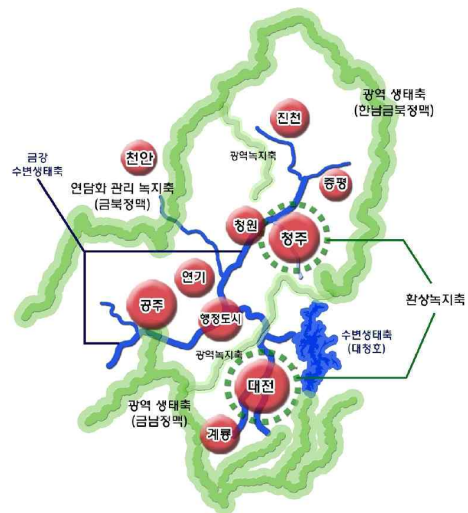 광역 생태축
(한남금북정맥)
진천
금강
수변생태축
천안
광역녹지축
증평
연담화 관리 녹지축
(금북정맥)
청원
청주
연기
공주
환상녹지축
행정도시
수변생태축
(대청호)
광역녹지축
대전
광역 생태축
(금남정맥)
계룡